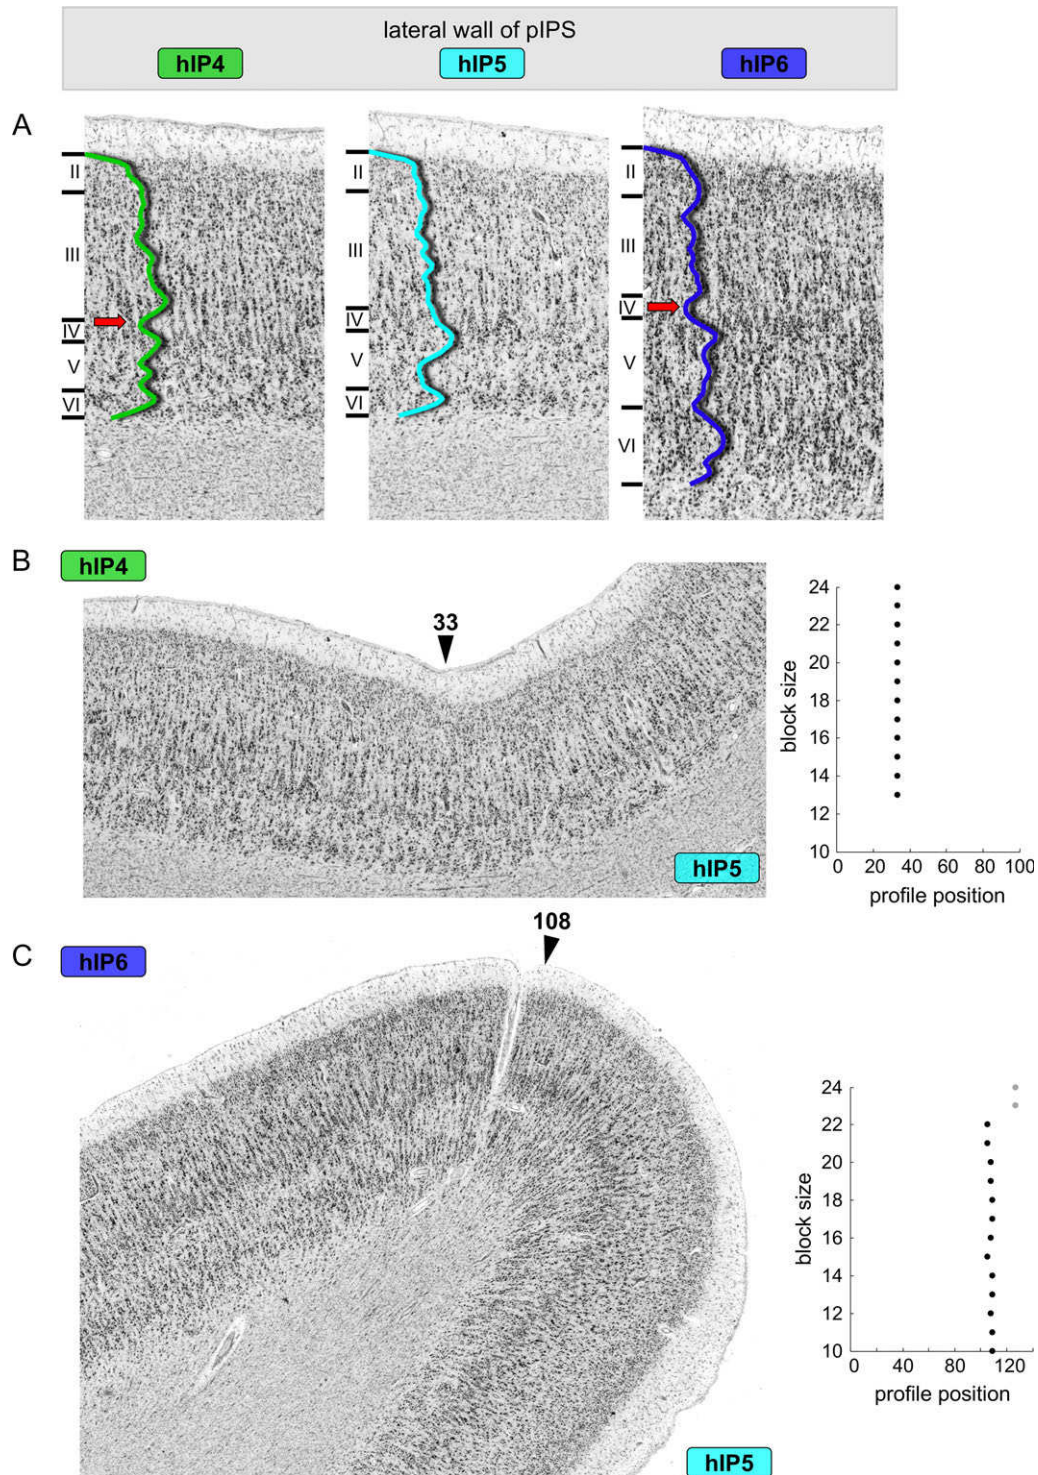 lateral wall of pIPS
hIP4 hIP5 hIP6
A
II II II
III III III
IV IV IV
V V V
VI VI VI
B hIP4
33
hIP5
block size
24
22
20
18
16
14
12
10
0 20 40 60 80 100
profile position
C hIP6
108
hIP5
block size
24
22
20
18
16
14
12
10
0 40 80 120
profile position